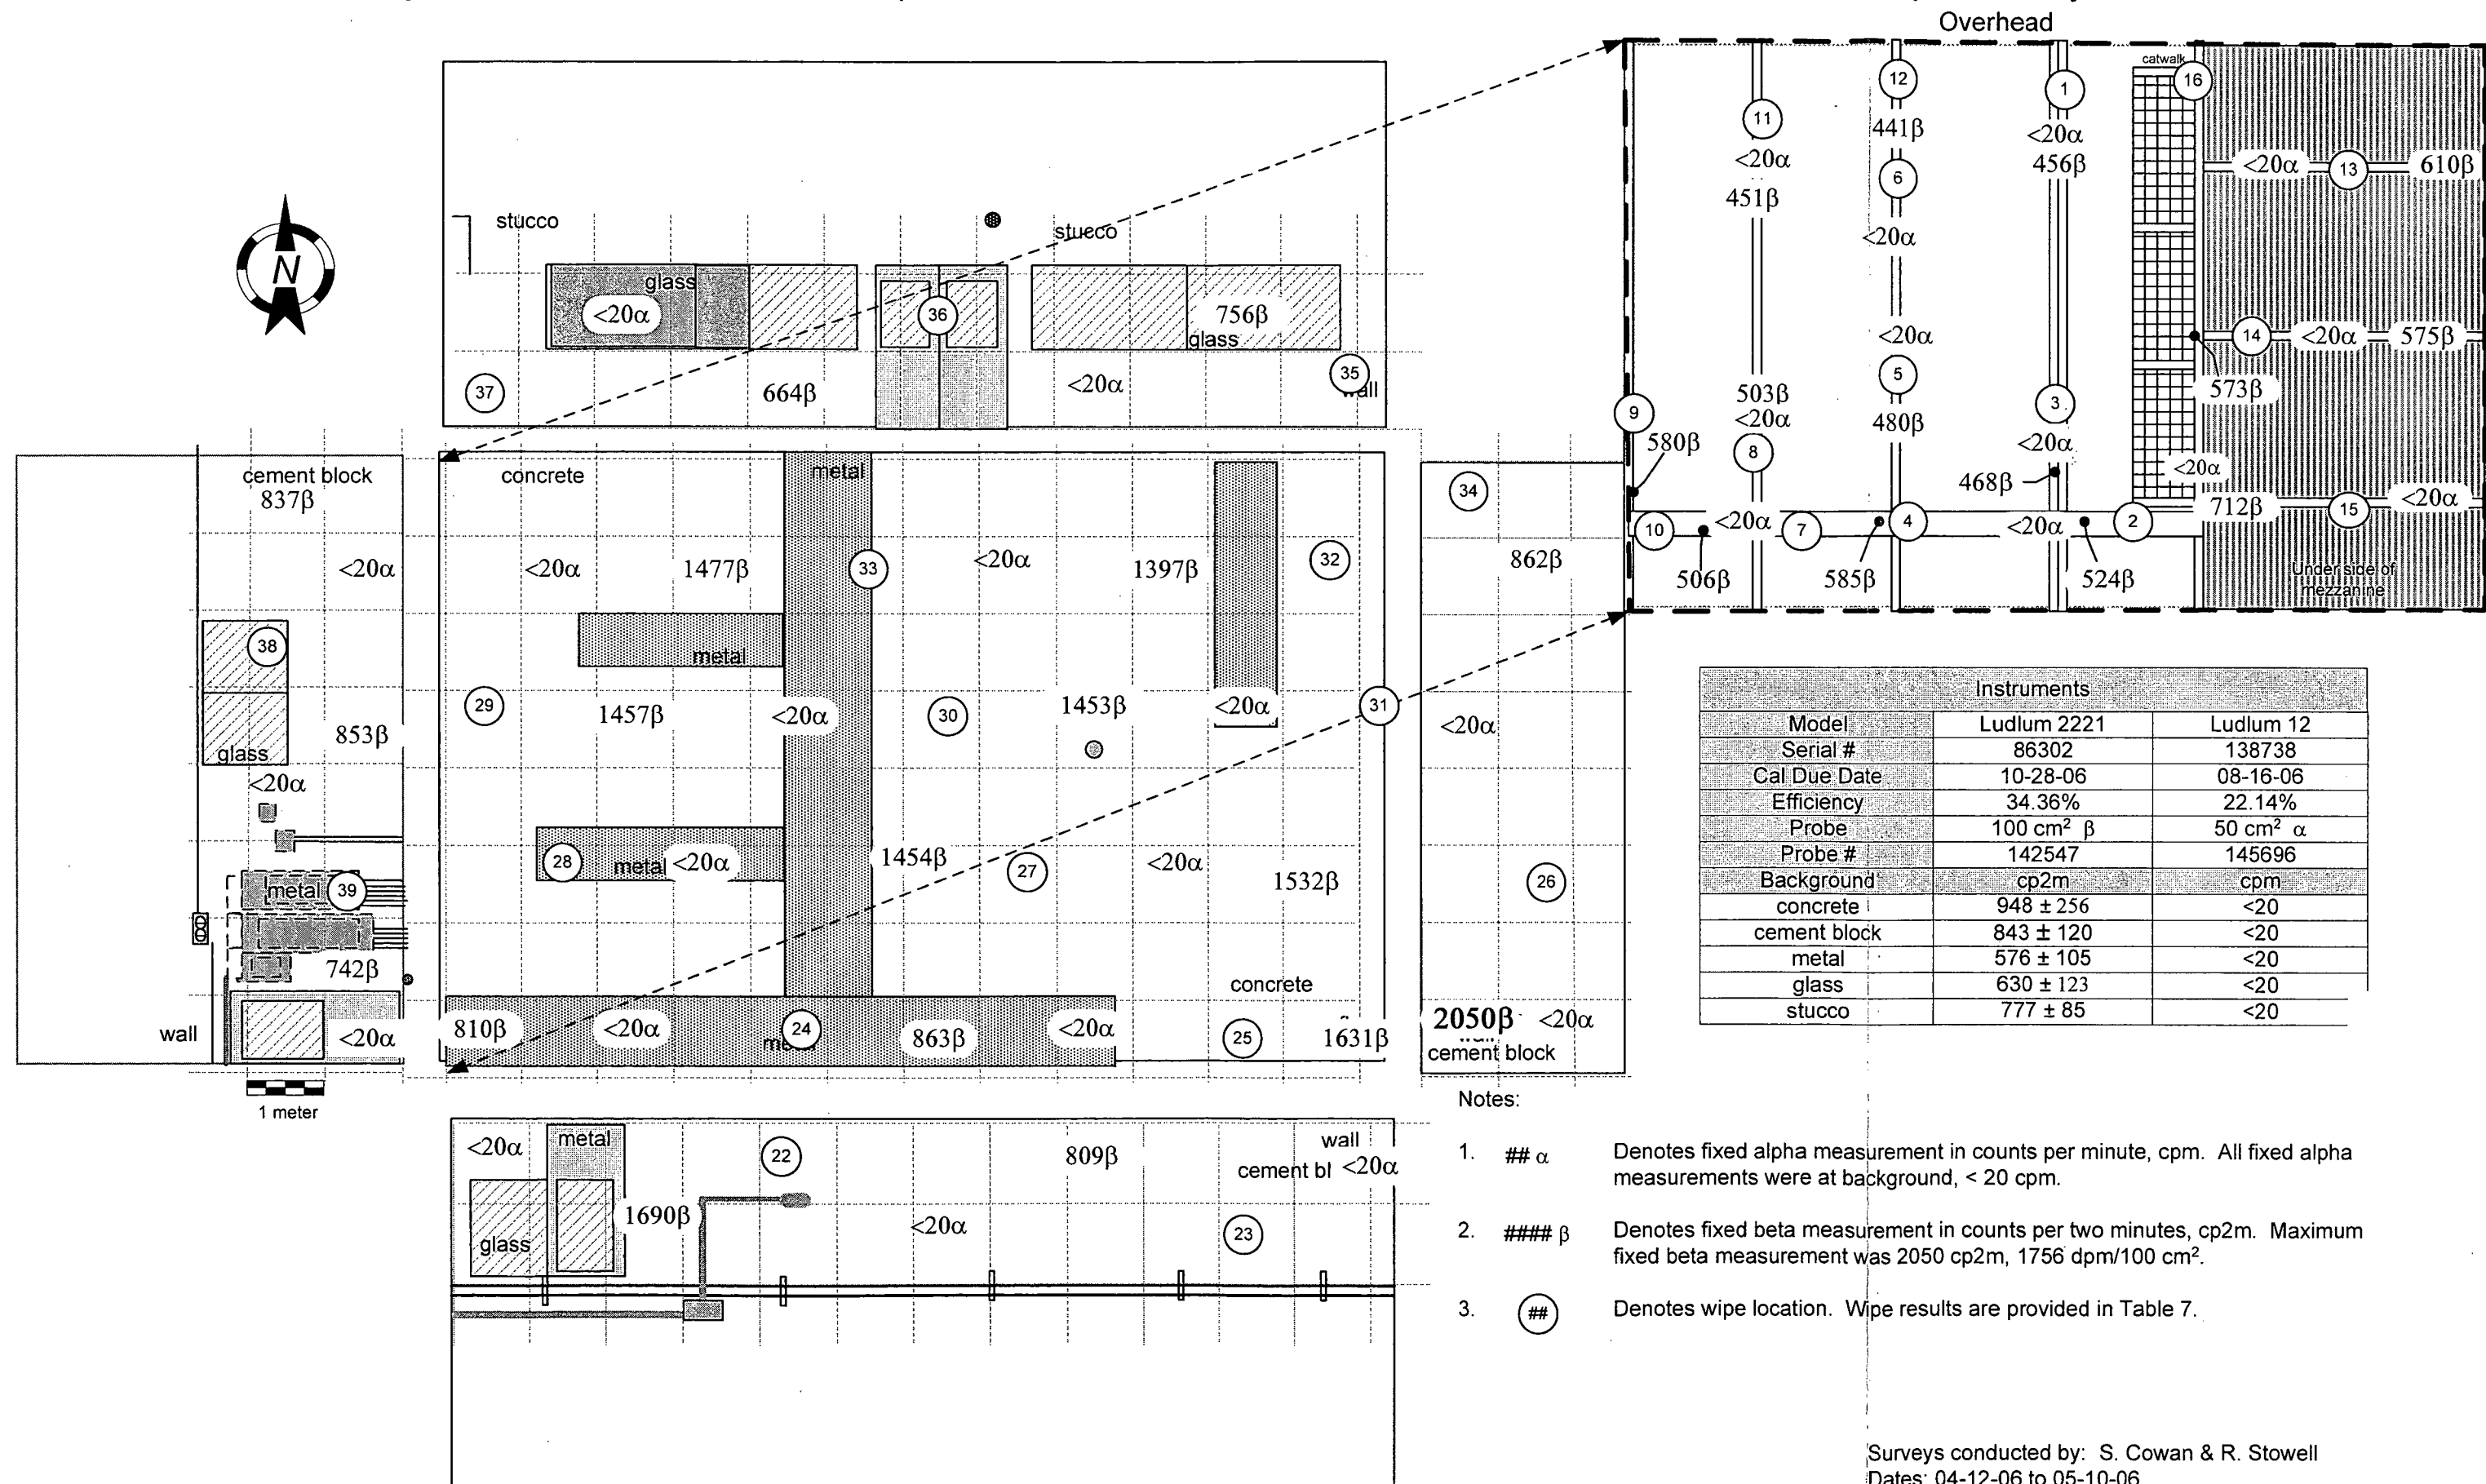 Overhead
catwalk
16
12
1
11
441β
<20α
<20α
456β
<20α
13
610β
6
451β
<20α
<20α
14
<20α
575β
5
573β
503β
<20α
9
3
480β
580β
<20α
8
<20α
468β
<20α
712β
15
10
<20α
7
4
<20α
2
506β
585β
524β
Under side of
mezzanine
stucco
stucco
glass
<20α
36
756β
glass
37
664β
<20α
35
wall
N
cement block
837β
<20α
38
853β
glass
<20α
metal
39
742β
wall
<20α
1 meter
concrete
metal
<20α
1477β
33
<20α
1397β
32
metal
29
1457β
<20α
30
1453β
<20α
31
28
metal
<20α
1454β
27
<20α
1532β
concrete
810β
<20α
24
863β
<20α
25
1631β
34
862β
<20α
26
2050β
<20α
cement block
<20α
metal
22
809β
wall
cement bl
<20α
1690β
glass
<20α
23
Instruments
Model Ludlum 2221 Ludlum 12
Serial # 86302 138738
Cal Due Date 10-28-06 08-16-06
Efficiency 34.36% 22.14%
Probe 100 cm² β 50 cm² α
Probe # 142547 145696
Background cp2m cpm
concrete 948 ± 256 <20
cement block 843 ± 120 <20
metal 576 ± 105 <20
glass 630 ± 123 <20
stucco 777 ± 85 <20
Notes:
1. ## α Denotes fixed alpha measurement in counts per minute, cpm. All fixed alpha
measurements were at background, < 20 cpm.
2. #### β Denotes fixed beta measurement in counts per two minutes, cp2m. Maximum
fixed beta measurement was 2050 cp2m, 1756 dpm/100 cm².
3. ## Denotes wipe location. Wipe results are provided in Table 7.
Surveys conducted by: S. Cowan & R. Stowell
Dates: 04-12-06 to 05-10-06